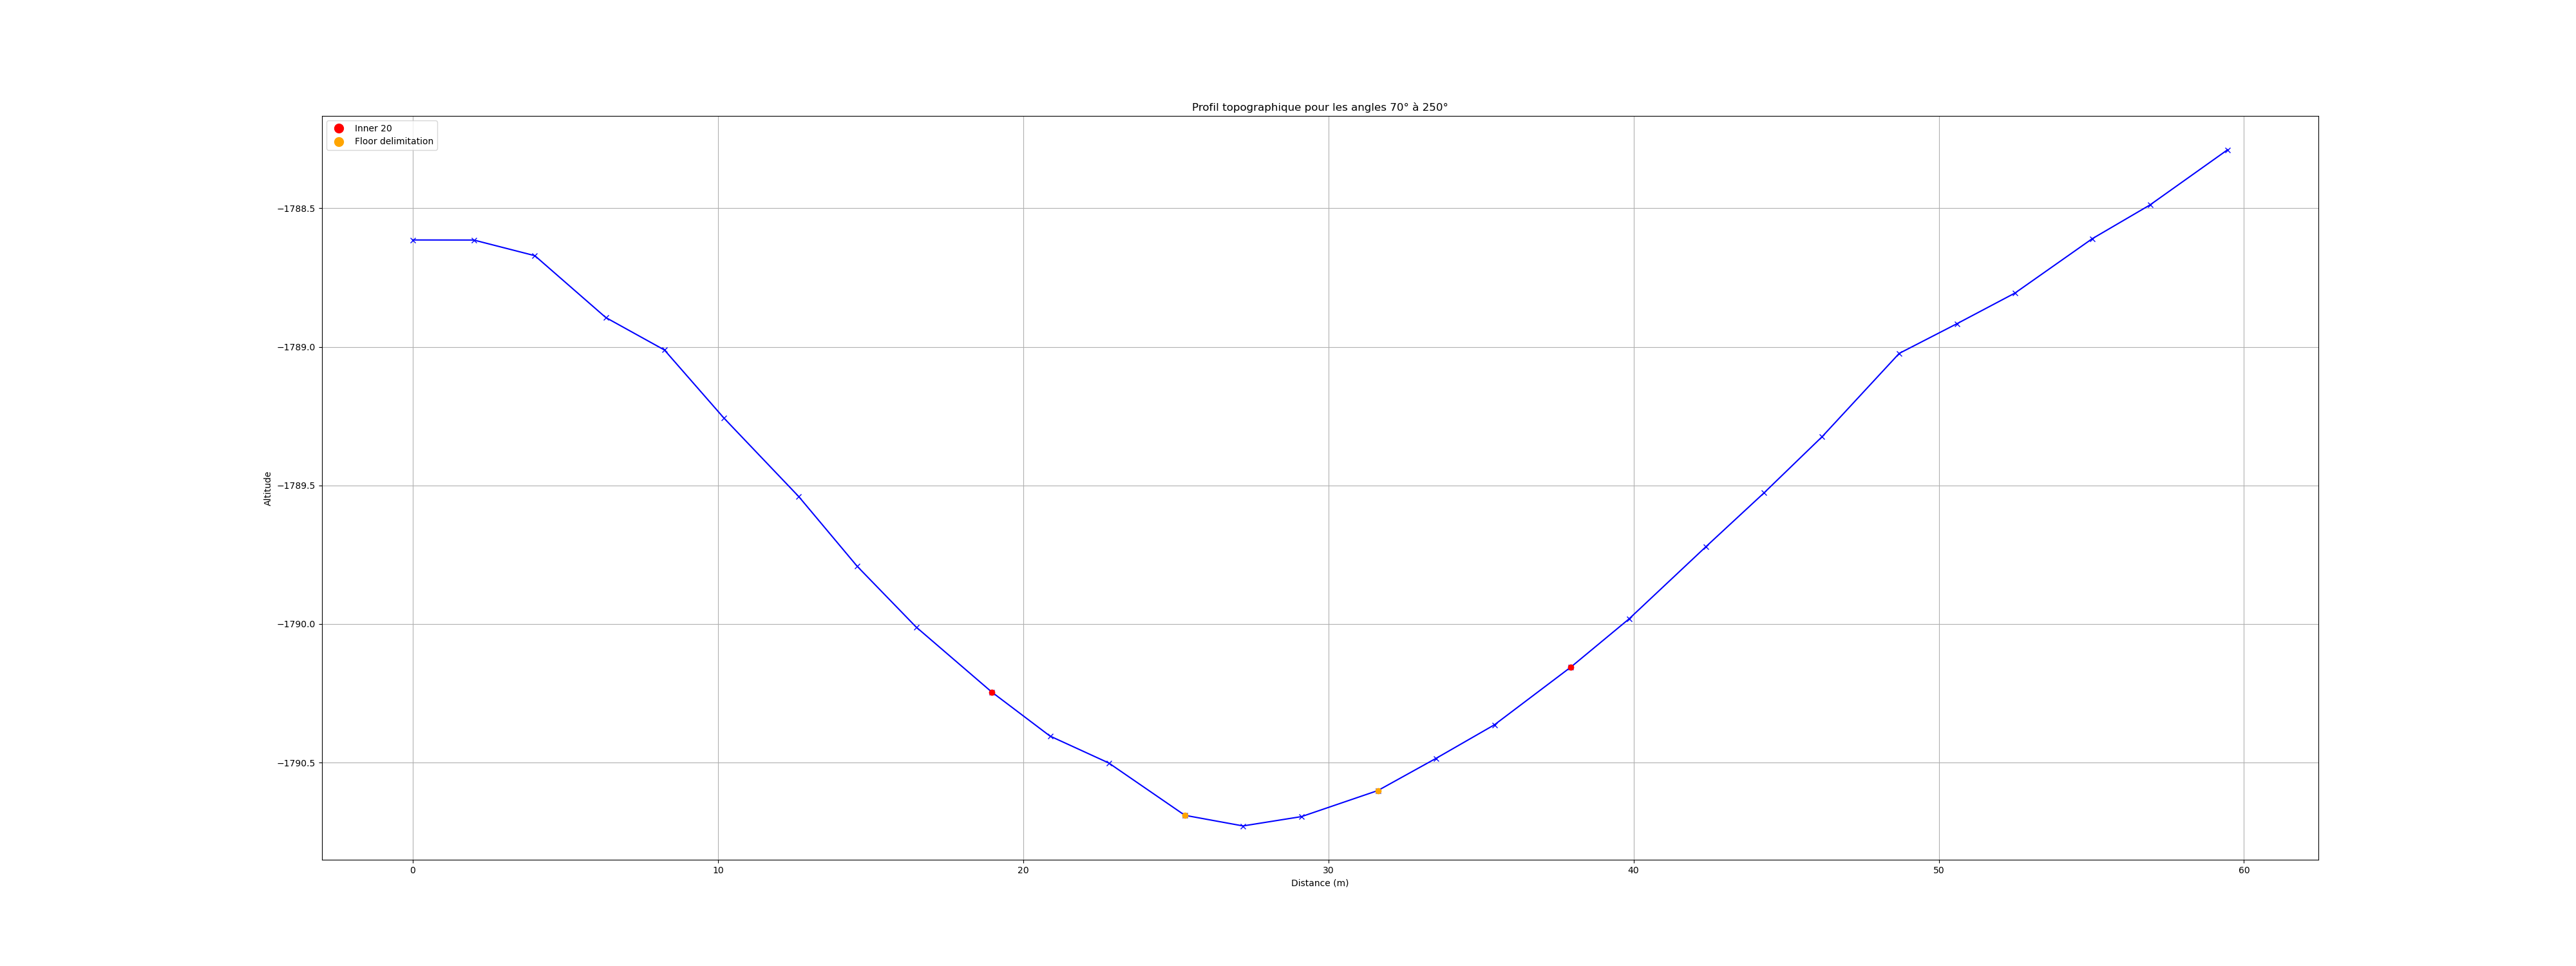 Profil topographique pour les angles 70° à 250°
Inner 20
Floor delimitation
−1788.5
−1789.0
−1789.5
−1790.0
−1790.5
Altitude
0 10 20 30 40 50 60
Distance (m)